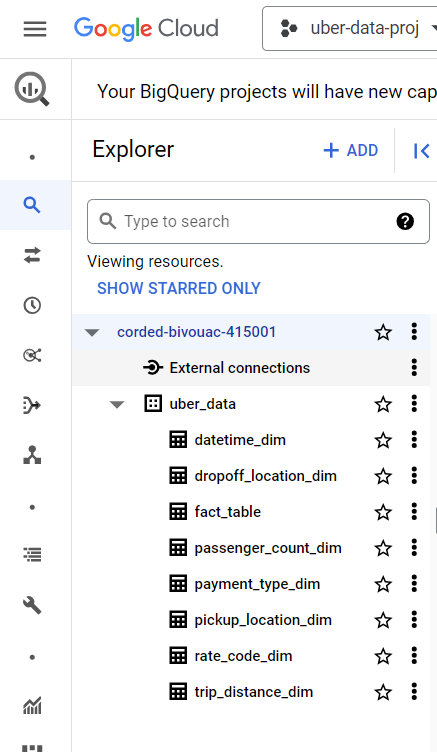 Google Cloud
uber-data-proj
Your BigQuery projects will have new cap
Explorer
+ ADD
Type to search
Viewing resources.
SHOW STARRED ONLY
corded-bivouac-415001
External connections
uber_data
datetime_dim
dropoff_location_dim
fact_table
passenger_count_dim
payment_type_dim
pickup_location_dim
rate_code_dim
trip_distance_dim